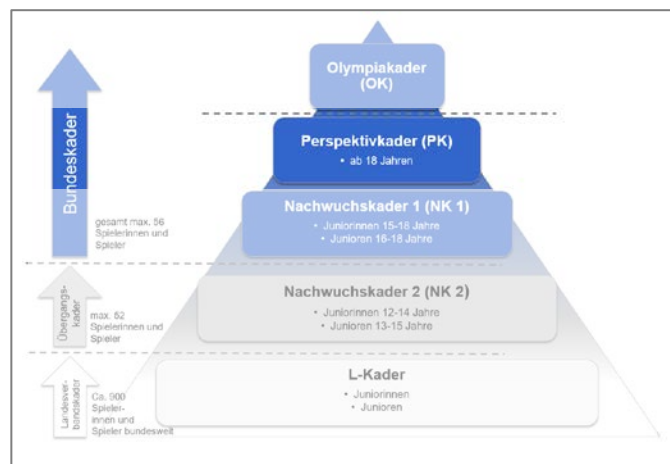 Olympiakader
(OK)
Perspektivkader (PK)
• ab 18 Jahren
Nachwuchskader 1 (NK 1)
• Juniorinnen 15-18 Jahre
• Junioren 16-18 Jahre
Nachwuchskader 2 (NK 2)
• Juniorinnen 12-14 Jahre
• Junioren 13-15 Jahre
L-Kader
• Juniorinnen
• Junioren
Bundeskader
gesamt max. 56
Spielerinnen und
Spieler
Übergangs-
kader
max. 52
Spielerinnen und
Spieler
Landesver-
bandskader
Ca. 900
Spieler-
innen und
Spieler bundesweit